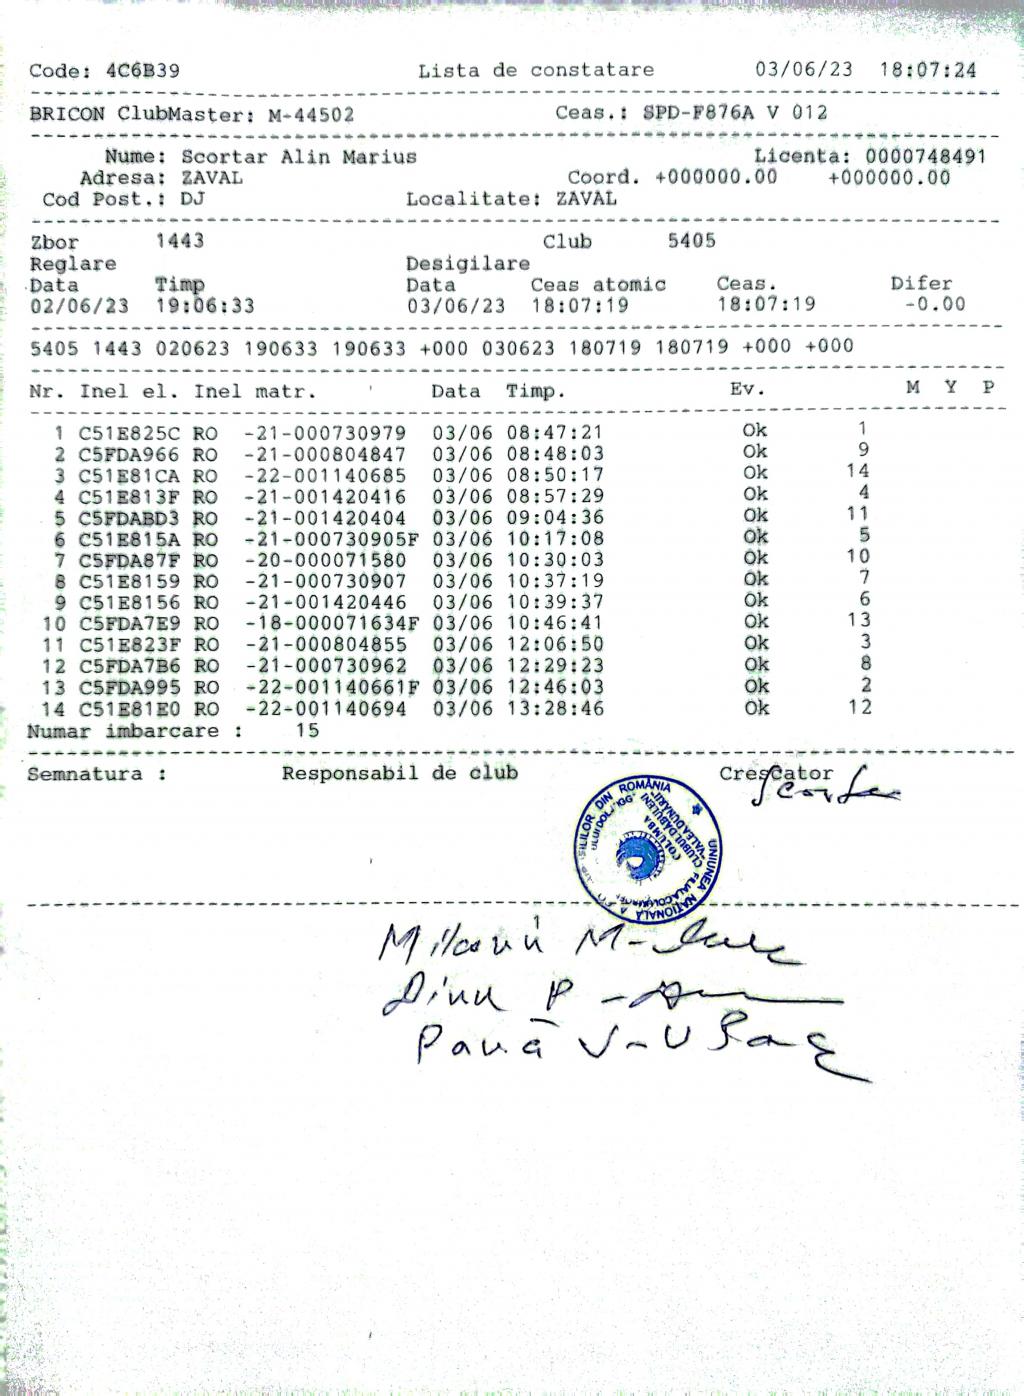 Code: 4C6B39 Lista de constatare 03/06/23 18:07:24
BRICON ClubMaster: M-44502 Ceas.: SPD-F876A V 012
Nume: Scortar Alin Marius Licenta: 0000748491
Adresa: ZAVAL Coord. +000000.00 +000000.00
Cod Post.: DJ Localitate: ZAVAL
Zbor 1443 Club 5405
Reglare Desigilare
Data Timp Data Ceas atomic Ceas. Difer
02/06/23 19:06:33 03/06/23 18:07:19 18:07:19 -0.00
5405 1443 020623 190633 190633 +000 030623 180719 180719 +000 +000
Nr. Inel el. Inel matr. Data Timp. Ev. M Y P
1 C51E825C RO -21-000730979 03/06 08:47:21 Ok 1
2 C5FDA966 RO -21-000804847 03/06 08:48:03 Ok 9
3 C51E81CA RO -22-001140685 03/06 08:50:17 Ok 14
4 C51E813F RO -21-001420416 03/06 08:57:29 Ok 4
5 C5FDABD3 RO -21-001420404 03/06 09:04:36 Ok 11
6 C51E815A RO -21-000730905F 03/06 10:17:08 Ok 5
7 C5FDA87F RO -20-000071580 03/06 10:30:03 Ok 10
8 C51E8159 RO -21-000730907 03/06 10:37:19 Ok 7
9 C51E8156 RO -21-001420446 03/06 10:39:37 Ok 6
10 C5FDA7E9 RO -18-000071634F 03/06 10:46:41 Ok 13
11 C51E823F RO -21-000804855 03/06 12:06:50 Ok 3
12 C5FDA7B6 RO -21-000730962 03/06 12:29:23 Ok 8
13 C5FDA995 RO -22-001140661F 03/06 12:46:03 Ok 2
14 C51E81E0 RO -22-001140694 03/06 13:28:46 Ok 12
Numar imbarcare : 15
Semnatura : Responsabil de club Crescator
UNIUNEA NAȚIONALĂ DIN ROMÂNIA
COLUMBA
CLUBUL DABULENI
"VALEA DUNARII"
M-
Dinu P -
Pană V-